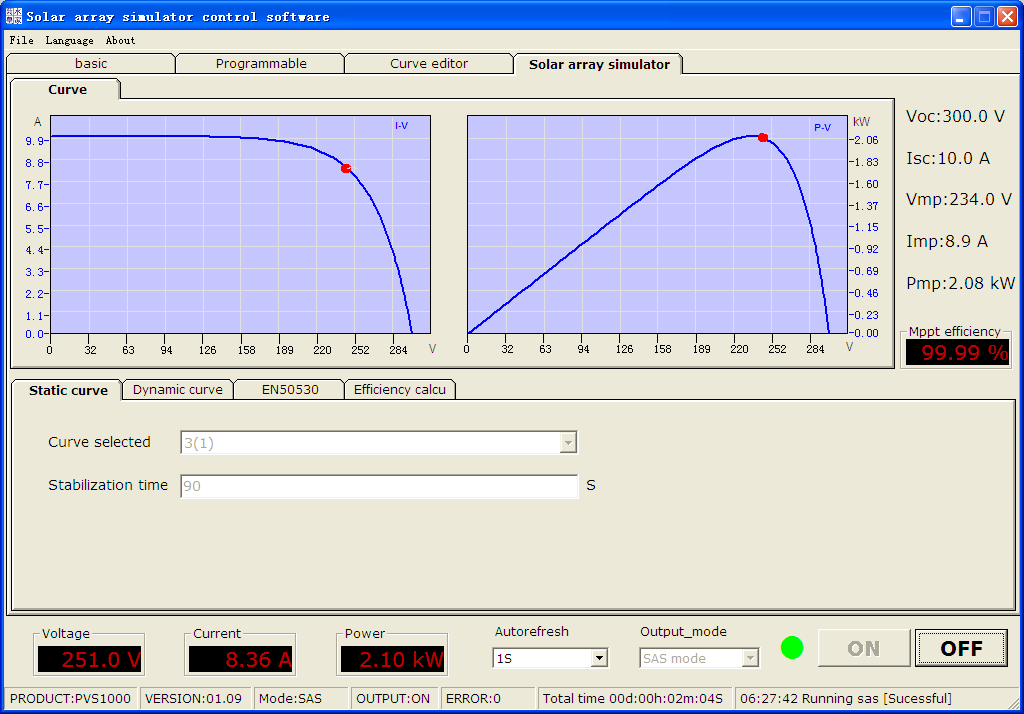 Solar array simulator control software
File Language About
basic Programmable Curve editor Solar array simulator
Curve
A I-V P-V kW
9.9 2.06
8.8 1.83
7.7 1.60
6.6 1.37
5.5 1.15
4.4 0.92
3.3 0.69
2.2 0.46
1.1 0.23
0.0 0.00
0 32 63 94 126 158 189 220 252 284 V 0 32 63 94 126 158 189 220 252 284 V
Voc:300.0 V
Isc:10.0 A
Vmp:234.0 V
Imp:8.9 A
Pmp:2.08 kW
Mppt efficiency
99.99 %
Static curve Dynamic curve EN50530 Efficiency calcu
Curve selected 3(1)
Stabilization time 90 S
Voltage Current Power Autorefresh Output_mode
251.0 V 8.36 A 2.10 kW 1S SAS mode ON OFF
PRODUCT:PVS1000 VERSION:01.09 Mode:SAS OUTPUT:ON ERROR:0 Total time 00d:00h:02m:04S 06:27:42 Running sas [Sucessful]